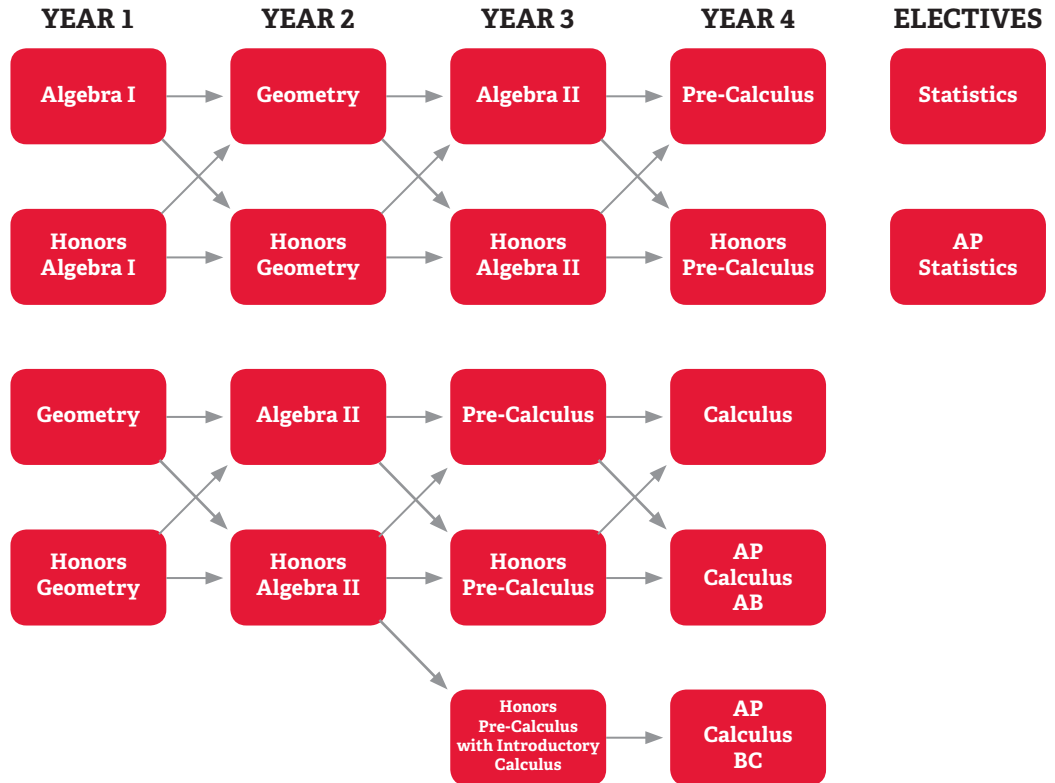 YEAR 1
YEAR 2
YEAR 3
YEAR 4
ELECTIVES
Algebra I
Geometry
Algebra II
Pre-Calculus
Statistics
Honors
Algebra I
Honors
Geometry
Honors
Algebra II
Honors
Pre-Calculus
AP
Statistics
Geometry
Algebra II
Pre-Calculus
Calculus
Honors
Geometry
Honors
Algebra II
Honors
Pre-Calculus
AP
Calculus
AB
Honors
Pre-Calculus
with Introductory
Calculus
AP
Calculus
BC